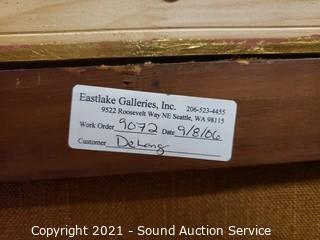 Eastlake Galleries, Inc. 206-523-4455
9522 Roosevelt Way NE Seattle, WA 98115
Work Order 9072 Date 9/8/06
Customer DeLong
Copyright © 2021 - Sound Auction Service